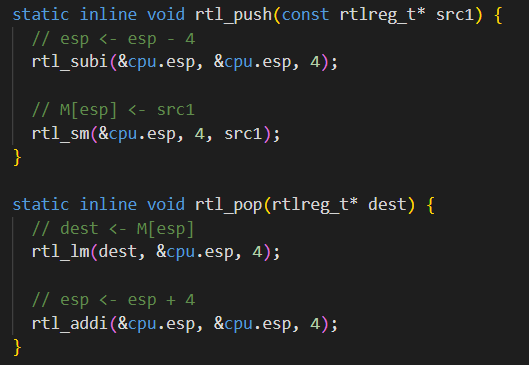 static inline void rtl_push(const rtlreg_t* src1) {
  // esp <- esp - 4
  rtl_subi(&cpu.esp, &cpu.esp, 4);

  // M[esp] <- src1
  rtl_sm(&cpu.esp, 4, src1);
}

static inline void rtl_pop(rtlreg_t* dest) {
  // dest <- M[esp]
  rtl_lm(dest, &cpu.esp, 4);

  // esp <- esp + 4
  rtl_addi(&cpu.esp, &cpu.esp, 4);
}